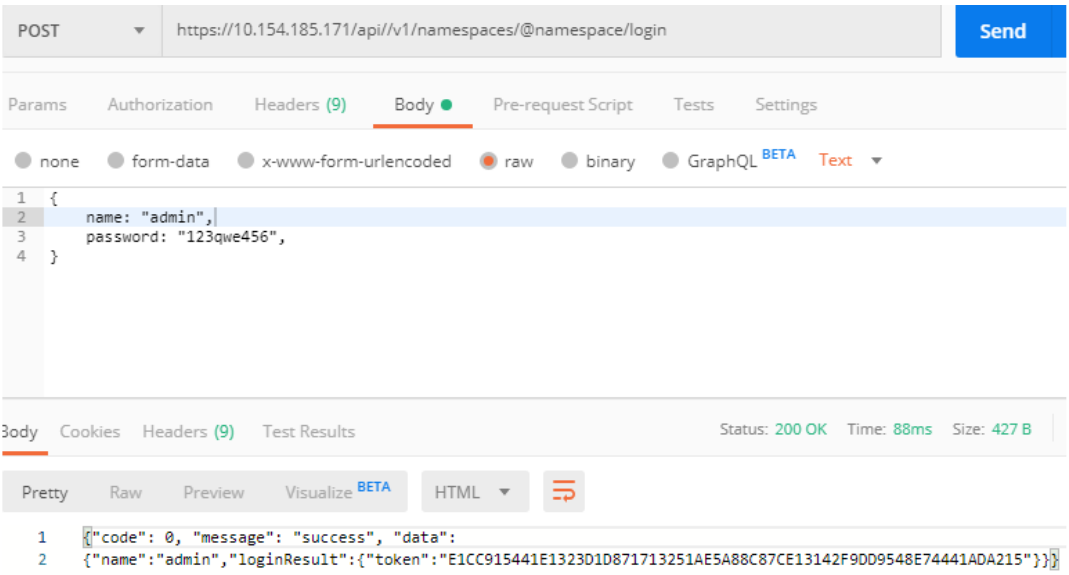 POST https://10.154.185.171/api//v1/namespaces/@namespace/login Send
Params Authorization Headers (9) Body Pre-request Script Tests Settings
none form-data x-www-form-urlencoded raw binary GraphQL BETA Text
1 {
2 name: "admin",
3 password: "123qwe456",
4 }
Body Cookies Headers (9) Test Results Status: 200 OK Time: 88ms Size: 427 B
Pretty Raw Preview Visualize BETA HTML
1 {"code": 0, "message": "success", "data":
2 {"name":"admin","loginResult":{"token":"E1CC915441E1323D1D871713251AE5A88C87CE13142F9DD9548E74441ADA215"}}}